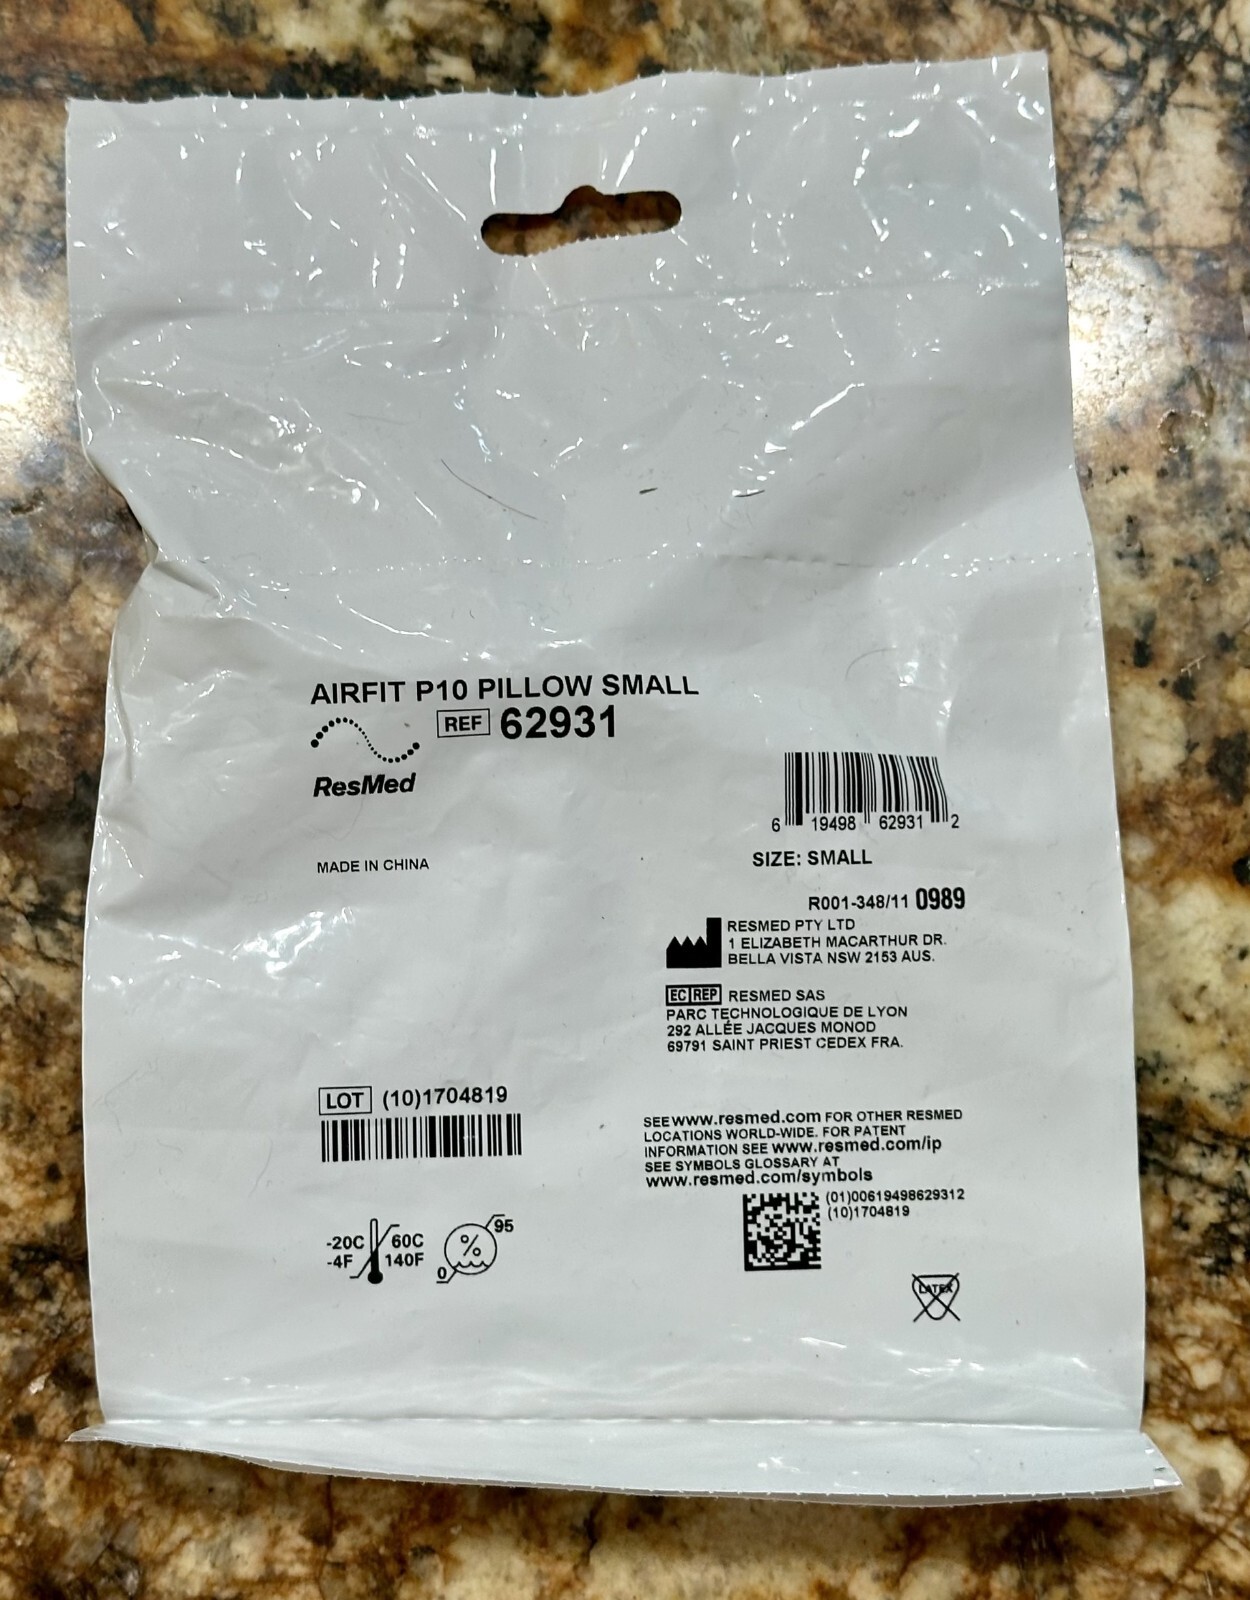 AIRFIT P10 PILLOW SMALL
REF 62931
ResMed
6 19498 62931 2
SIZE: SMALL
MADE IN CHINA
R001-348/11 0989
RESMED PTY LTD
1 ELIZABETH MACARTHUR DR.
BELLA VISTA NSW 2153 AUS.
EC REP RESMED SAS
PARC TECHNOLOGIQUE DE LYON
292 ALLÉE JACQUES MONOD
69791 SAINT PRIEST CEDEX FRA.
LOT (10)1704819
SEE www.resmed.com FOR OTHER RESMED
LOCATIONS WORLD-WIDE. FOR PATENT
INFORMATION SEE www.resmed.com/ip
SEE SYMBOLS GLOSSARY AT
www.resmed.com/symbols
(01)00619498629312
(10)1704819
-20C 60C
-4F 140F
95
%
0
LATEX